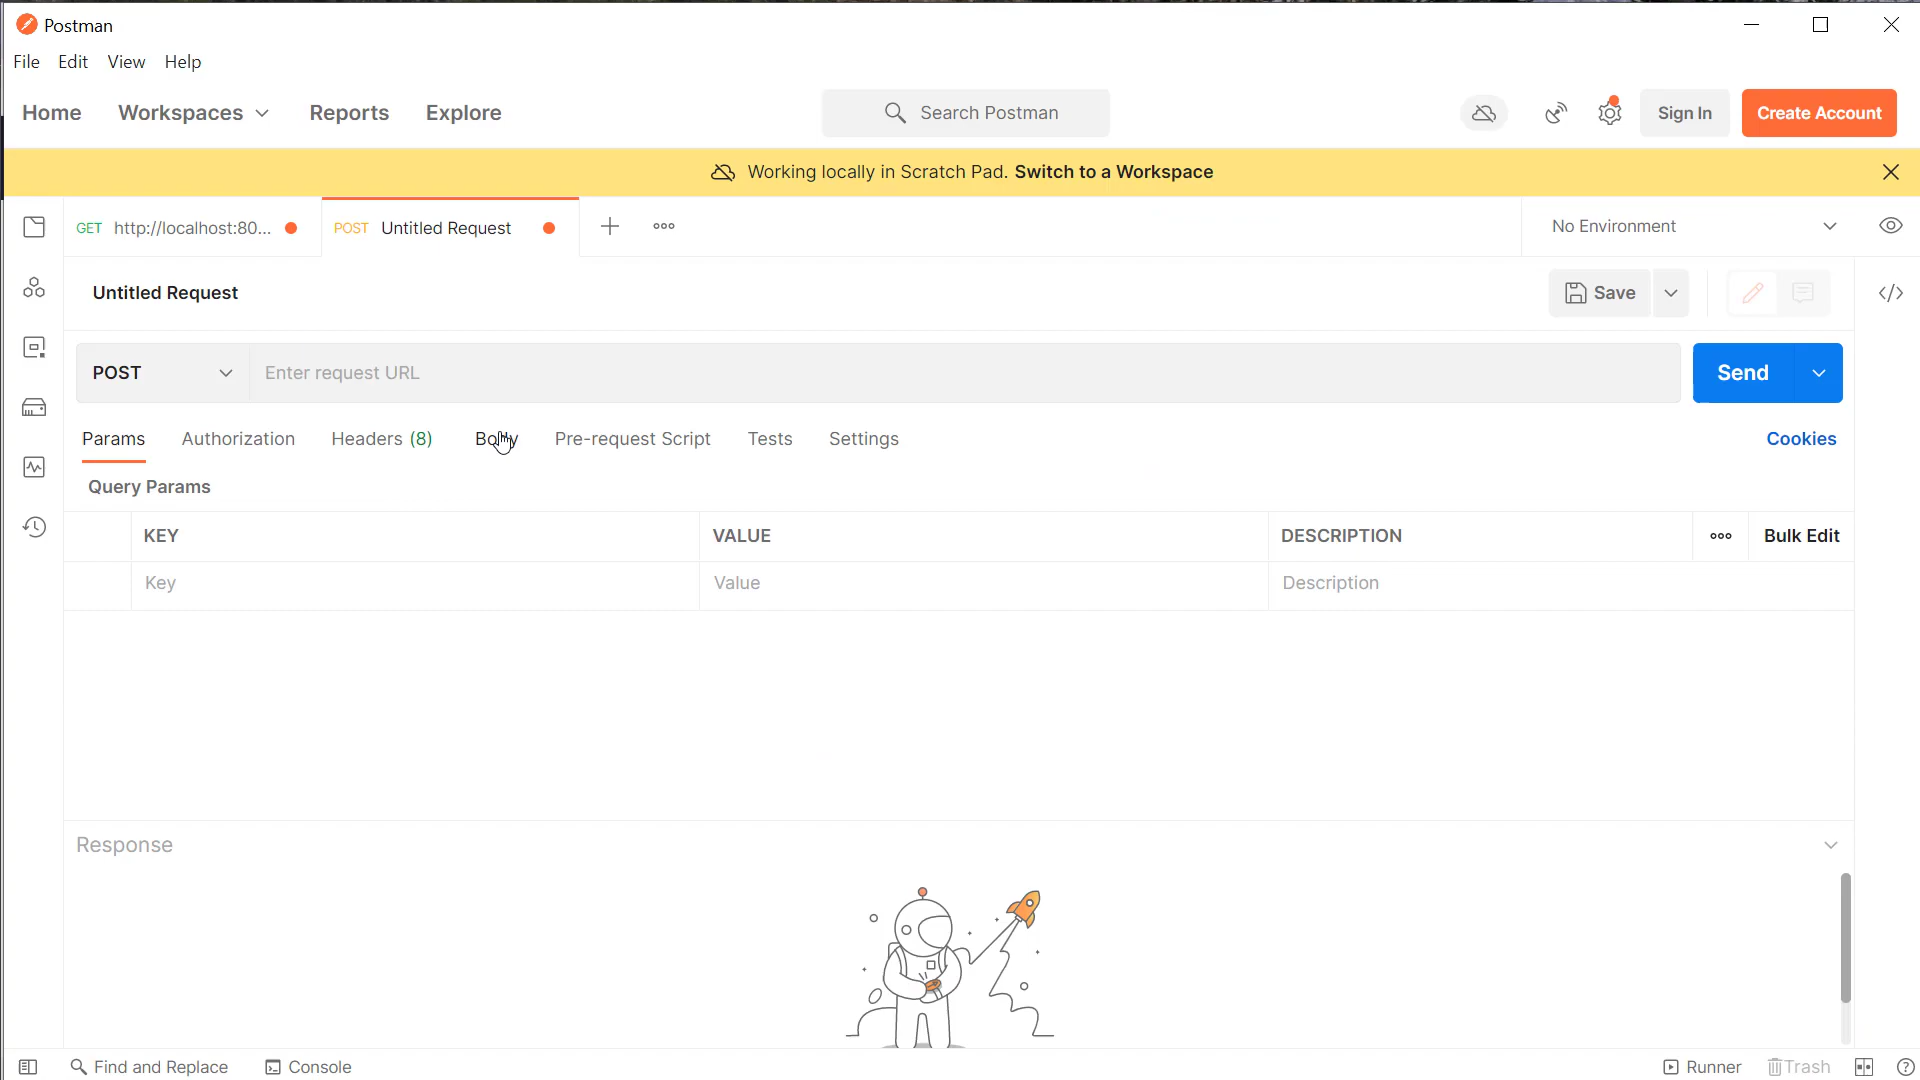 Postman
File Edit View Help
Home Workspaces Reports Explore Search Postman Sign In Create Account
Working locally in Scratch Pad. Switch to a Workspace
GET http://localhost:80... POST Untitled Request No Environment
Untitled Request Save
POST Enter request URL Send
Params Authorization Headers (8) Body Pre-request Script Tests Settings Cookies
Query Params
KEY VALUE DESCRIPTION Bulk Edit
Key Value Description
Response
Find and Replace Console Runner Trash